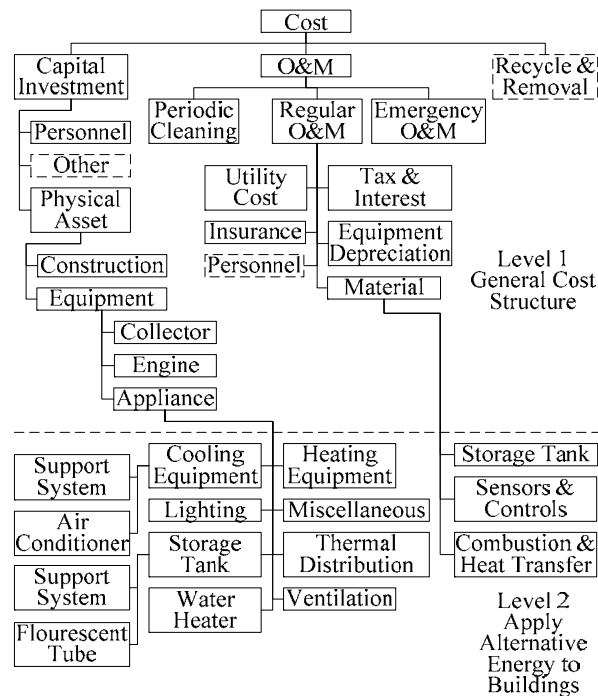 Cost
Capital
Investment
O&M
Recycle &
Removal
Periodic
Cleaning
Regular
O&M
Emergency
O&M
Personnel
Other
Physical
Asset
Construction
Equipment
Collector
Engine
Appliance
Utility
Cost
Tax &
Interest
Insurance
Equipment
Depreciation
Personnel
Material
Level 1
General Cost
Structure
Support
System
Air
Conditioner
Support
System
Flourescent
Tube
Cooling
Equipment
Lighting
Storage
Tank
Water
Heater
Heating
Equipment
Miscellaneous
Thermal
Distribution
Ventilation
Storage Tank
Sensors &
Controls
Combustion &
Heat Transfer
Level 2
Apply
Alternative
Energy to
Buildings